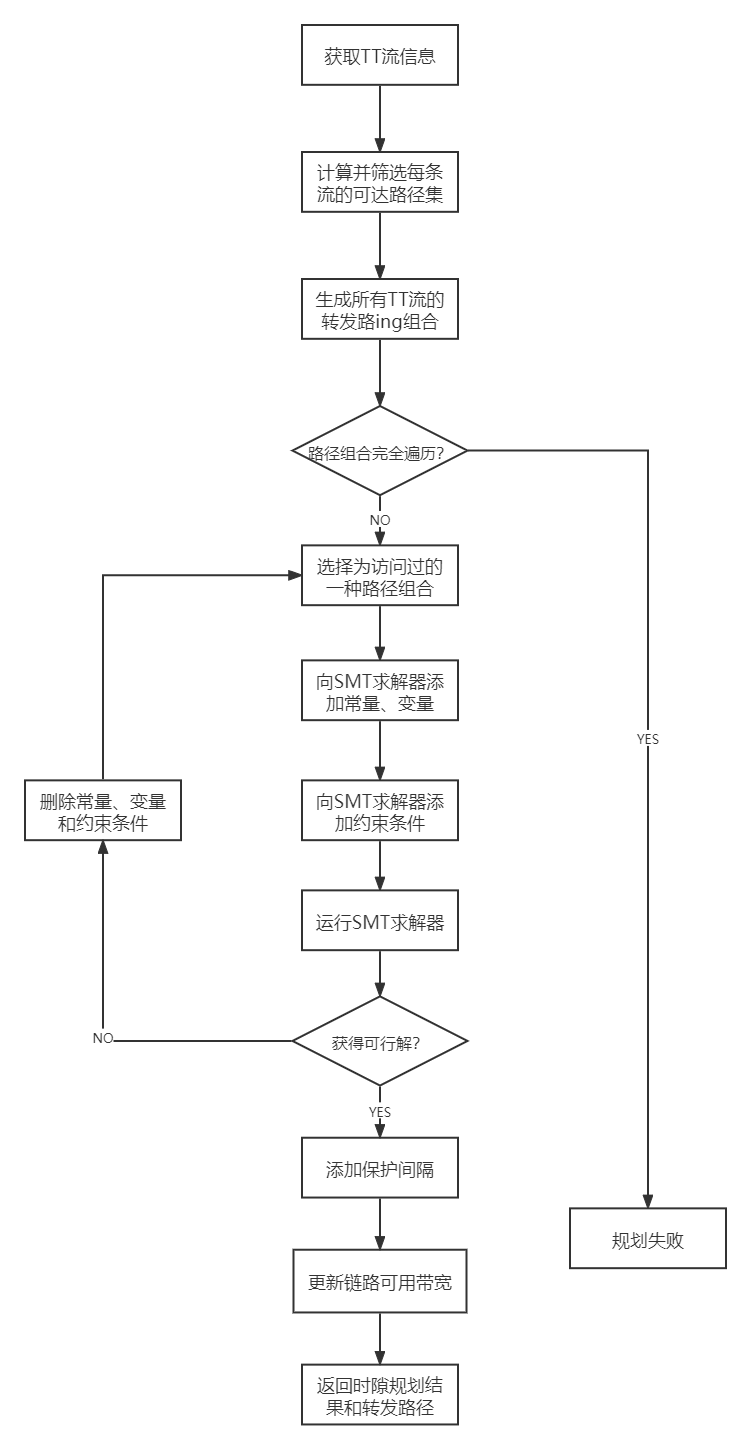 获取TT流信息
计算并筛选每条
流的可达路径集
生成所有TT流的
转发路ing组合
路径组合完全遍历?
NO
选择为访问过的
一种路径组合
向SMT求解器添
加常量、变量
YES
删除常量、变量
和约束条件
向SMT求解器添
加约束条件
运行SMT求解器
NO
获得可行解?
YES
添加保护间隔
规划失败
更新链路可用带宽
返回时隙规划结
果和转发路径